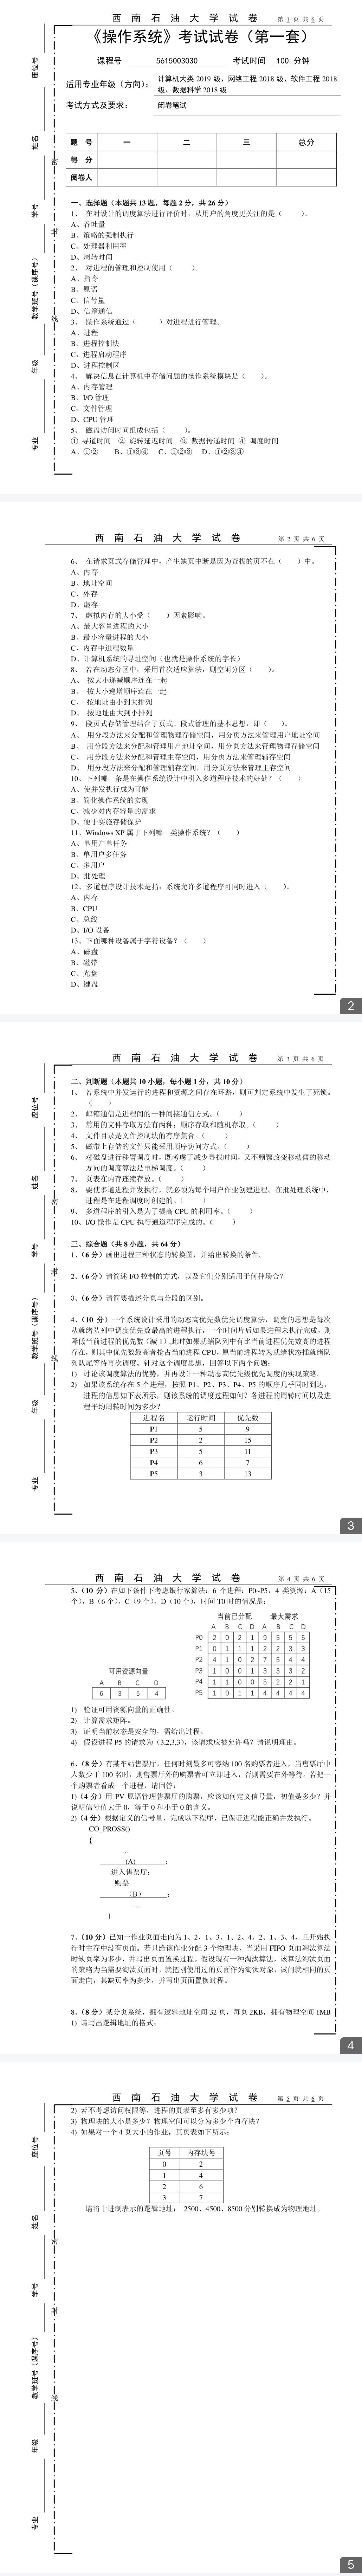 西 南 石 油 大 学 试 卷 第 1 页 共 6 页
《操作系统》考试试卷（第一套）
课程号 5615003030 考试时间 100 分钟
适用专业年级（方向）： 计算机大类 2019 级、网络工程 2018 级、软件工程 2018
级、数据科学 2018 级
考试方式及要求： 闭卷笔试
题 号 一 二 三 总分
得 分
阅卷人
座位号
姓名
学号
教学班号（课序号）
年级
专业
一、选择题（本题共 13 题，每题 2 分，共 26 分）
1、 在对设计的调度算法进行评价时，从用户的角度更关注的是（ ）。
A、吞吐量
B、策略的强制执行
C、处理器利用率
D、周转时间
2、 对进程的管理和控制使用（ ）。
A、指令
B、原语
C、信号量
D、信箱通信
3、 操作系统通过（ ）对进程进行管理。
A、进程
B、进程控制块
C、进程启动程序
D、进程控制区
4、 解决信息在计算机中存储问题的操作系统模块是（ ）。
A、内存管理
B、I/O 管理
C、文件管理
D、CPU 管理
5、 磁盘访问时间组成包括（ ）。
① 寻道时间 ② 旋转延迟时间 ③ 数据传递时间 ④ 调度时间
A、①② B、①③④ C、①②③ D、①②③④
西 南 石 油 大 学 试 卷 第 2 页 共 6 页
6、 在请求页式存储管理中，产生缺页中断是因为查找的页不在（ ）中。
A、内存
B、地址空间
C、外存
D、虚存
7、 虚拟内存的大小受（ ）因素影响。
A、最大容量进程的大小
B、最小容量进程的大小
C、内存中进程数量
D、计算机系统的寻址空间（也就是操作系统的字长）
8、 若在动态分区中，采用首次适应算法，则空闲分区（ ）。
A、 按大小递减顺序连在一起
B、 按大小递增顺序连在一起
C、 按地址由小到大排列
D、 按地址由大到小排列
9、 段页式存储管理结合了页式、段式管理的基本思想，即（ ）。
A、 用分段方法来分配和管理物理存储空间，用分页方法来管理用户地址空间
B、 用分段方法来分配和管理用户地址空间，用分页方法来管理物理存储空间
C、 用分段方法来分配和管理主存空间，用分页方法来管理辅存空间
D、 用分段方法来分配和管理辅存空间，用分页方法来管理主存空间
10、下列哪一条是在操作系统设计中引入多道程序技术的好处？（ ）
A、使并发执行成为可能
B、简化操作系统的实现
C、减少对内存容量的需求
D、便于实施存储保护
11、Windows XP 属于下列哪一类操作系统？（ ）
A、单用户单任务
B、单用户多任务
C、多用户
D、批处理
12、多道程序设计技术是指：系统允许多道程序可同时进入（ ）。
A、内存
B、CPU
C、总线
D、I/O 设备
13、下面哪种设备属于字符设备？（ ）
A、磁盘
B、磁带
C、光盘
D、键盘
2
西 南 石 油 大 学 试 卷 第 3 页 共 6 页
座位号
姓名
学号
教学班号（课序号）
年级
专业
二、判断题（本题共 10 小题，每小题 1 分，共 10 分）
1、 若系统中并发运行的进程和资源之间存在环路，则可判定系统中发生了死锁。
（ ）
2、 邮箱通信是进程间的一种间接通信方式。（ ）
3、 常用的文件存取方法有两种：顺序存取和随机存取。（ ）
4、 文件目录是文件控制块的有序集合。（ ）
5、 磁带上存储的文件只能采用顺序访问方式。（ ）
6、 对磁盘进行移臂调度时，既考虑了减少寻找时间，又不频繁改变移动臂的移动
方向的调度算法是电梯调度。（ ）
7、 页表在内存连续存放。（ ）
8、 要使多道进程并发执行，就必须为每个用户作业创建进程。在批处理系统中，
进程是在进程调度时创建的。（ ）
9、 多道程序的引入是为了提高 CPU 的利用率。（ ）
10、I/O 操作是 CPU 执行通道程序完成的。（ ）
三、综合题（共 8 小题，共 64 分）
1、（6 分）画出进程三种状态的转换图，并给出转换的条件。
2、（6 分）请简述 I/O 控制的方式，以及它们分别适用于何种场合？
3、（6 分）请简要描述分页与分段的区别。
4、（10 分）一个系统设计采用的动态高优先数优先调度算法，调度的思想是每次
从就绪队列中调度优先数最高的进程执行，一个时间片后如果进程未执行完成，则
降低当前进程的优先数（减 1）,此时如果就绪队列中有比当前进程优先数高的进程
存在，则其中优先数最高者抢占当前进程 CPU，原当前进程转为就绪状态插就绪队
列队尾等待再次调度。针对这个调度思想，回答以下两个问题：
1） 讨论该调度算法的优势，并再设计一种动态高优先级优先调度的实现策略。
2） 如果该系统存在 5 个进程，按照 P1、P2、P3、P4、P5 的顺序几乎同时到达，
进程的信息如下表所示，则该系统的调度过程如何？各进程的周转时间以及进
程平均周转时间为多少？
进程名 运行时间 优先数
P1 5 9
P2 2 15
P3 5 11
P4 6 7
P5 3 13
3
西 南 石 油 大 学 试 卷 第 4 页 共 6 页
5、（10 分）在如下条件下考虑银行家算法：6 个进程：P0~P5，4 类资源：A（15
个），B（6 个），C（9 个），D（10 个），时间 T0 时的情况是：
当前已分配 最大需求
A B C D A B C D
P0 2 0 2 1 9 5 5 5
P1 0 1 1 1 2 2 3 3
P2 4 1 0 2 7 5 4 4
P3 1 0 0 1 3 3 3 2
P4 1 1 0 0 5 2 2 1
P5 1 0 1 1 4 4 4 4
可用资源向量
A B C D
6 3 5 4
1） 验证可用资源向量的正确性。
2） 计算需求矩阵。
3） 证明当前状态是安全的，需给出过程。
4） 假设进程 P5 的请求为（3,2,3,3），该请求应被允许吗？请说明理由。
6、（8 分）有某车站售票厅，任何时刻最多可容纳 100 名购票者进入，当售票厅中
人数少于 100 名时，则售票厅外的购票者可立即进入，否则需要在外等待。若把一
个购票者看成一个进程，请回答：
1)（4 分）用 PV 原语管理售票厅的购票，应该如何定义信号量，初值是多少？并
说明信号值大于 0，等于 0和小于 0 的含义。
2)（4 分）根据定义的信号量，完成以下程序，已保证进程能正确并发执行。
CO_PROSS()
{
…
(A) ；
进入售票厅；
购票
（B） ；
….
}
7、（10 分）已知一作业页面走向为 1、2、1、3、1、2、4、2、1、3、4，且开始执
行时主存中没有页面。若只给该作业分配 3 个物理块，当采用 FIFO 页面淘汰算法
时缺页率为多少，并写出页面置换过程。假设现有一种淘汰算法，该算法淘汰页面
的策略为当需要淘汰页面时，就把刚使用过的页面作为淘汰对象，试问就相同的页
面走向，其缺页率为多少，并写出页面置换过程。
8、（8 分）某分页系统，拥有逻辑地址空间 32 页，每页 2KB，拥有物理空间 1MB
1) 请写出逻辑地址的格式：
4
西 南 石 油 大 学 试 卷 第 5 页 共 6 页
座位号
姓名
学号
教学班号（课序号）
年级
专业
2) 若不考虑访问权限等，进程的页表至多有多少项？
3) 物理块的大小是多少？物理空间可以分为多少个内存块？
4) 如果对一个 4 页大小的作业，其页表如下所示：
页号 内存块号
0 2
1 4
2 6
3 7
请将十进制表示的逻辑地址： 2500、4500、8500 分别转换成为物理地址。
5